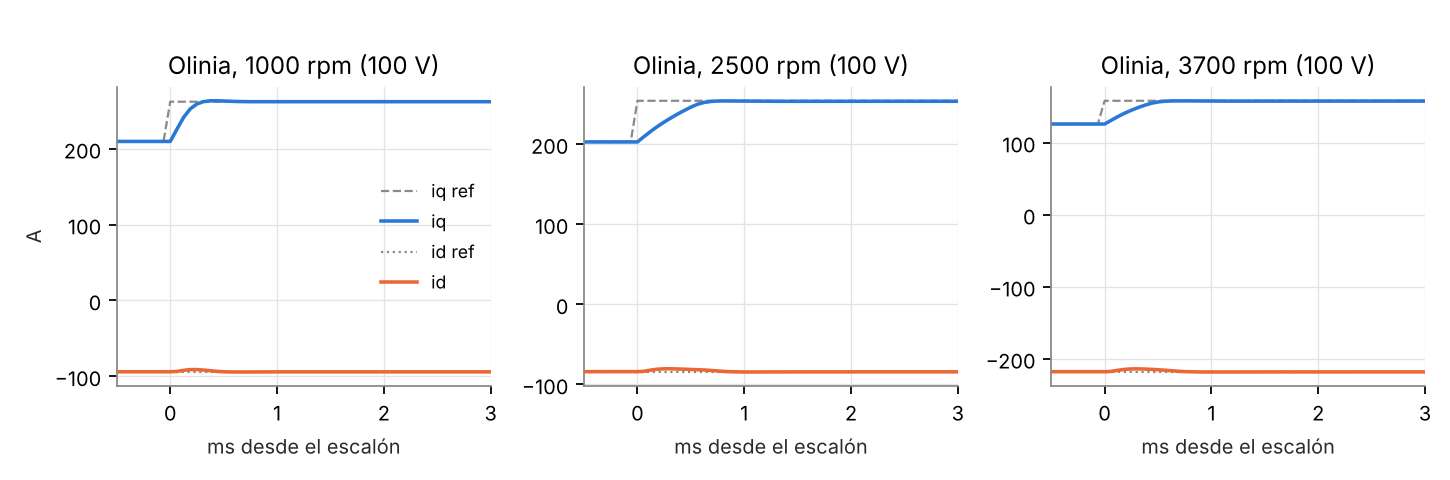 Olinia, 1000 rpm (100 V)
200
100
0
−100
A
iq ref
iq
id ref
id
0 1 2 3
ms desde el escalón
Olinia, 2500 rpm (100 V)
200
100
0
−100
0 1 2 3
ms desde el escalón
Olinia, 3700 rpm (100 V)
100
0
−100
−200
0 1 2 3
ms desde el escalón